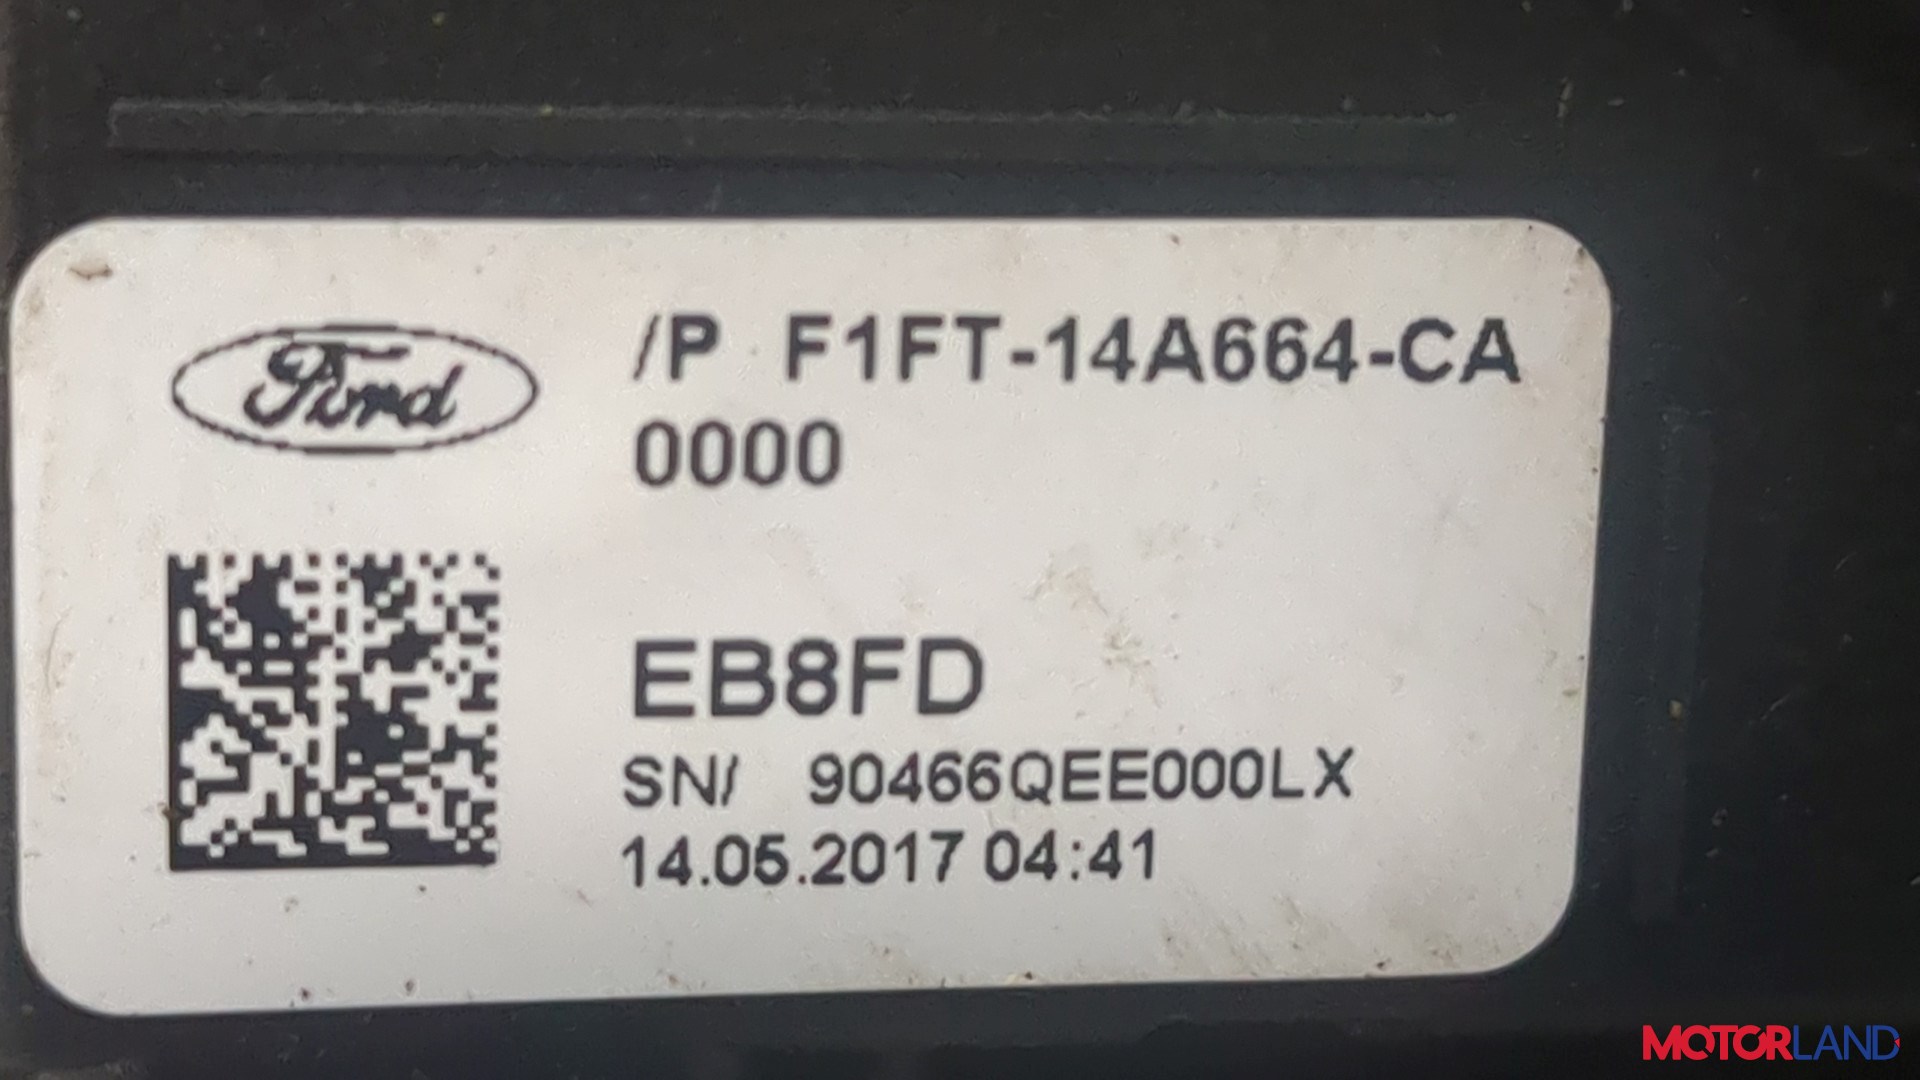 Ford
/P F1FT-14A664-CA
0000
EB8FD
SN/ 90466QEE000LX
14.05.2017 04:41
MOTORLAND